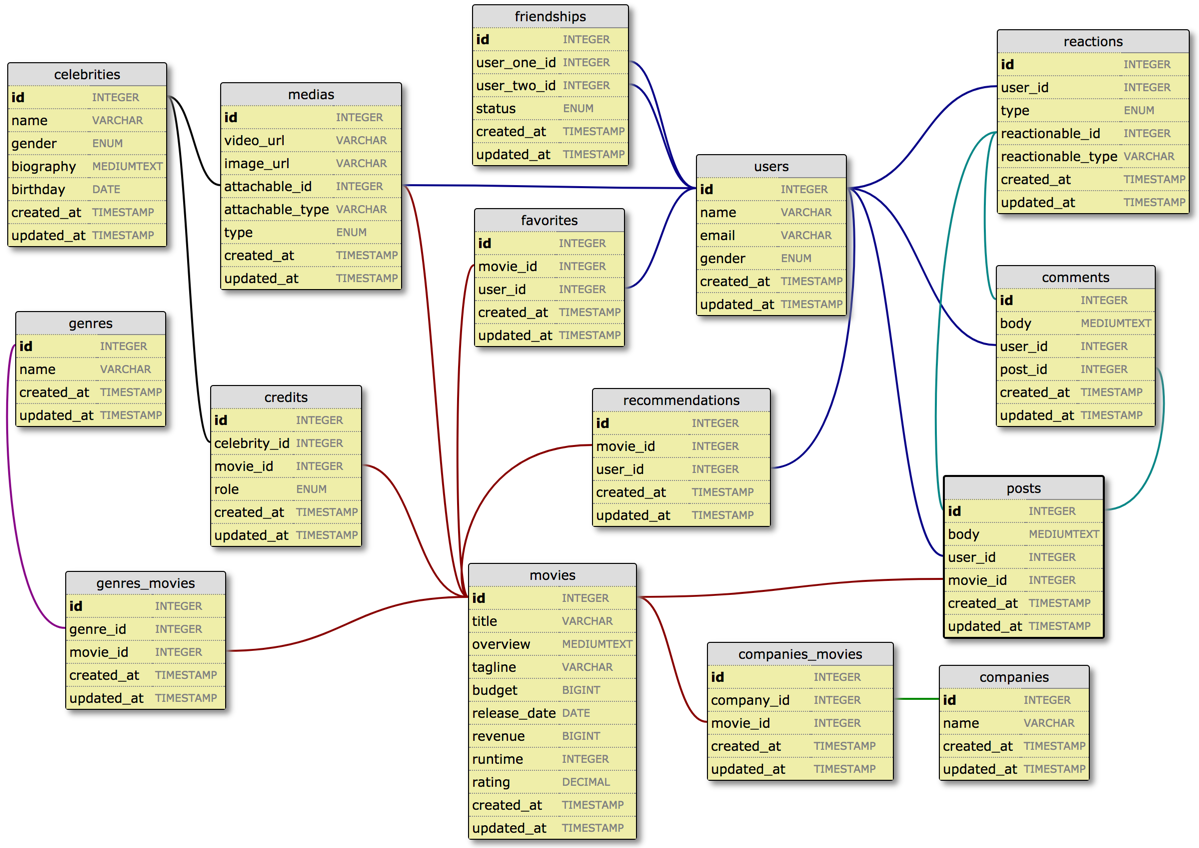 friendships
id INTEGER
user_one_id INTEGER
user_two_id INTEGER
status ENUM
created_at TIMESTAMP
updated_at TIMESTAMP
reactions
id INTEGER
user_id INTEGER
type ENUM
reactionable_id INTEGER
reactionable_type VARCHAR
created_at TIMESTAMP
updated_at TIMESTAMP
celebrities
id INTEGER
name VARCHAR
gender ENUM
biography MEDIUMTEXT
birthday DATE
created_at TIMESTAMP
updated_at TIMESTAMP
medias
id INTEGER
video_url VARCHAR
image_url VARCHAR
attachable_id INTEGER
attachable_type VARCHAR
type ENUM
created_at TIMESTAMP
updated_at TIMESTAMP
users
id INTEGER
name VARCHAR
email VARCHAR
gender ENUM
created_at TIMESTAMP
updated_at TIMESTAMP
favorites
id INTEGER
movie_id INTEGER
user_id INTEGER
created_at TIMESTAMP
updated_at TIMESTAMP
comments
id INTEGER
body MEDIUMTEXT
user_id INTEGER
post_id INTEGER
created_at TIMESTAMP
updated_at TIMESTAMP
genres
id INTEGER
name VARCHAR
created_at TIMESTAMP
updated_at TIMESTAMP
credits
id INTEGER
celebrity_id INTEGER
movie_id INTEGER
role ENUM
created_at TIMESTAMP
updated_at TIMESTAMP
recommendations
id INTEGER
movie_id INTEGER
user_id INTEGER
created_at TIMESTAMP
updated_at TIMESTAMP
posts
id INTEGER
body MEDIUMTEXT
user_id INTEGER
movie_id INTEGER
created_at TIMESTAMP
updated_at TIMESTAMP
genres_movies
id INTEGER
genre_id INTEGER
movie_id INTEGER
created_at TIMESTAMP
updated_at TIMESTAMP
movies
id INTEGER
title VARCHAR
overview MEDIUMTEXT
tagline VARCHAR
budget BIGINT
release_date DATE
revenue BIGINT
runtime INTEGER
rating DECIMAL
created_at TIMESTAMP
updated_at TIMESTAMP
companies_movies
id INTEGER
company_id INTEGER
movie_id INTEGER
created_at TIMESTAMP
updated_at TIMESTAMP
companies
id INTEGER
name VARCHAR
created_at TIMESTAMP
updated_at TIMESTAMP